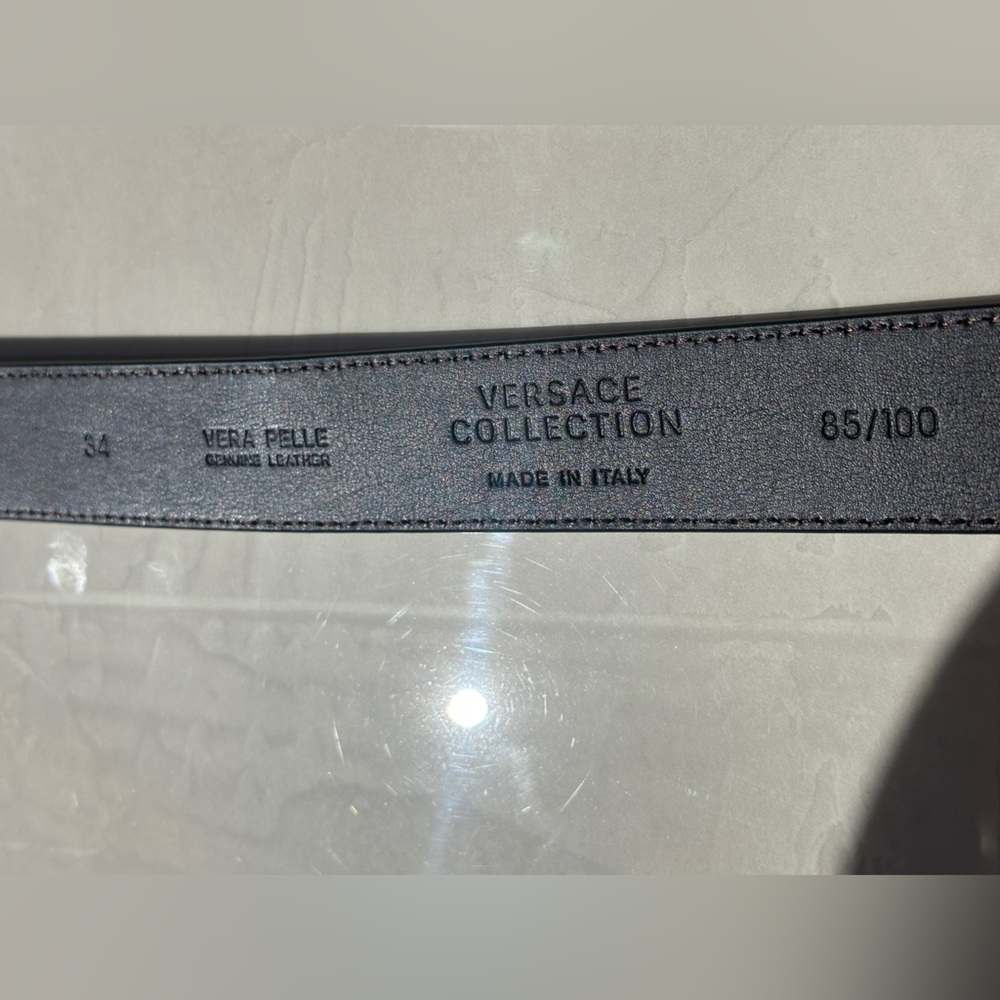 34
VERA PELLE
GENUINE LEATHER
VERSACE
COLLECTION
MADE IN ITALY
85/100